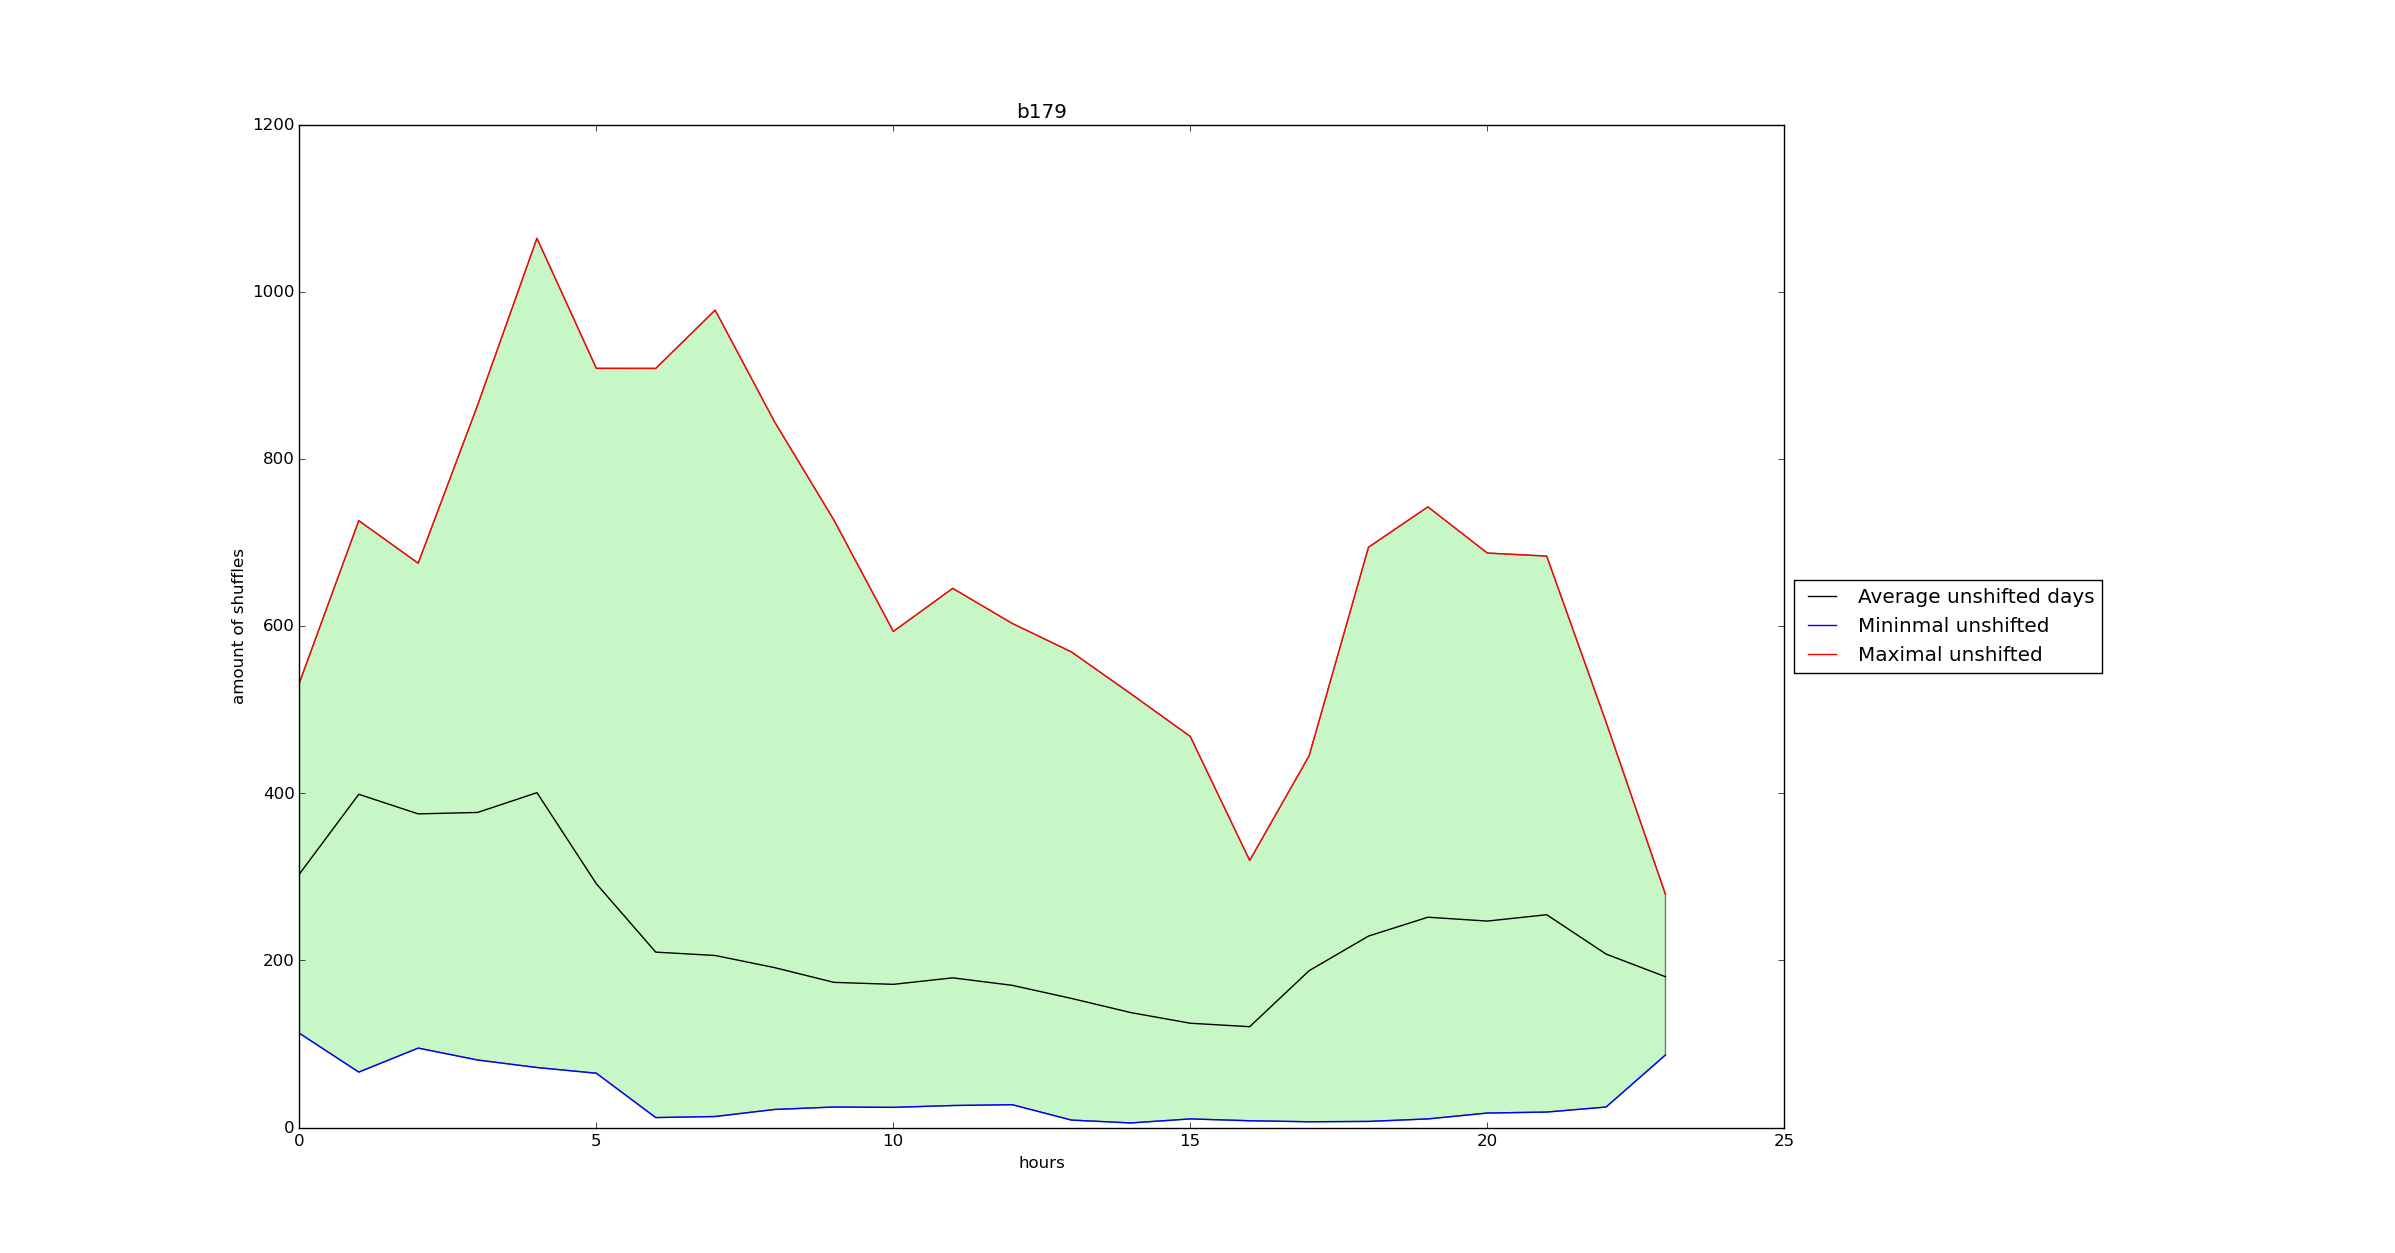 b179
1200
1000
800
600
400
200
0
amount of shuffles
0 5 10 15 20 25
hours
Average unshifted days
Mininmal unshifted
Maximal unshifted